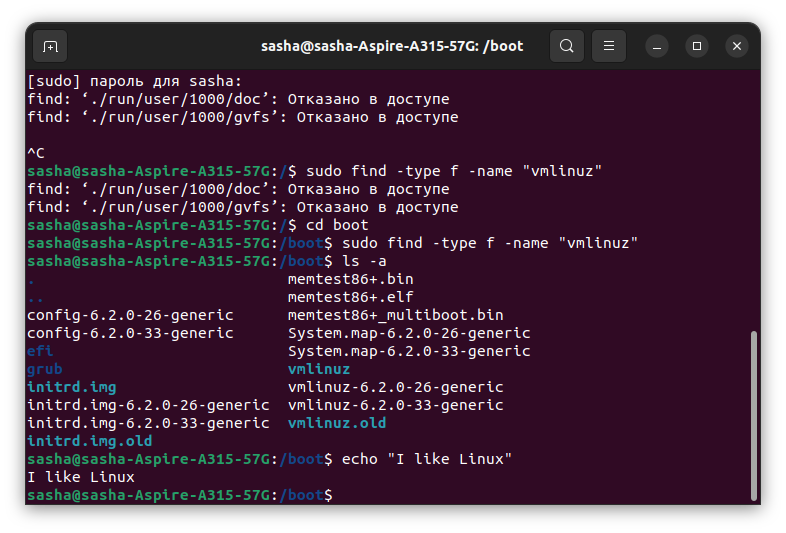 sasha@sasha-Aspire-A315-57G: /boot
[sudo] пароль для sasha:
find: ‘./run/user/1000/doc’: Отказано в доступе
find: ‘./run/user/1000/gvfs’: Отказано в доступе
^C
sasha@sasha-Aspire-A315-57G:/$ sudo find -type f -name "vmlinuz"
find: ‘./run/user/1000/doc’: Отказано в доступе
find: ‘./run/user/1000/gvfs’: Отказано в доступе
sasha@sasha-Aspire-A315-57G:/$ cd boot
sasha@sasha-Aspire-A315-57G:/boot$ sudo find -type f -name "vmlinuz"
sasha@sasha-Aspire-A315-57G:/boot$ ls -a
. memtest86+.bin
.. memtest86+.elf
config-6.2.0-26-generic memtest86+_multiboot.bin
config-6.2.0-33-generic System.map-6.2.0-26-generic
efi System.map-6.2.0-33-generic
grub vmlinuz
initrd.img vmlinuz-6.2.0-26-generic
initrd.img-6.2.0-26-generic vmlinuz-6.2.0-33-generic
initrd.img-6.2.0-33-generic vmlinuz.old
initrd.img.old
sasha@sasha-Aspire-A315-57G:/boot$ echo "I like Linux"
I like Linux
sasha@sasha-Aspire-A315-57G:/boot$